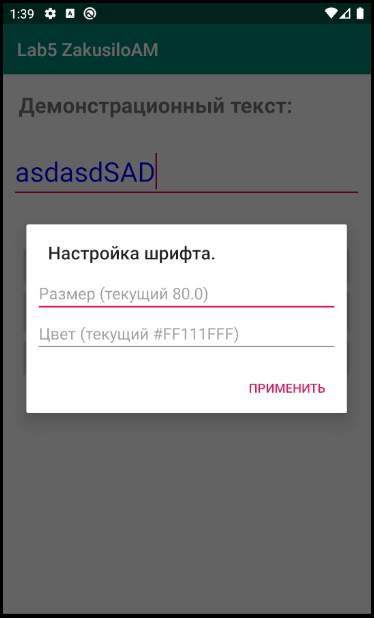 1:39
Lab5 ZakusiloAM
Демонстрационный текст:
asdasdSAD
Настройка шрифта.
Размер (текущий 80.0)
Цвет (текущий #FF111FFF)
ПРИМЕНИТЬ